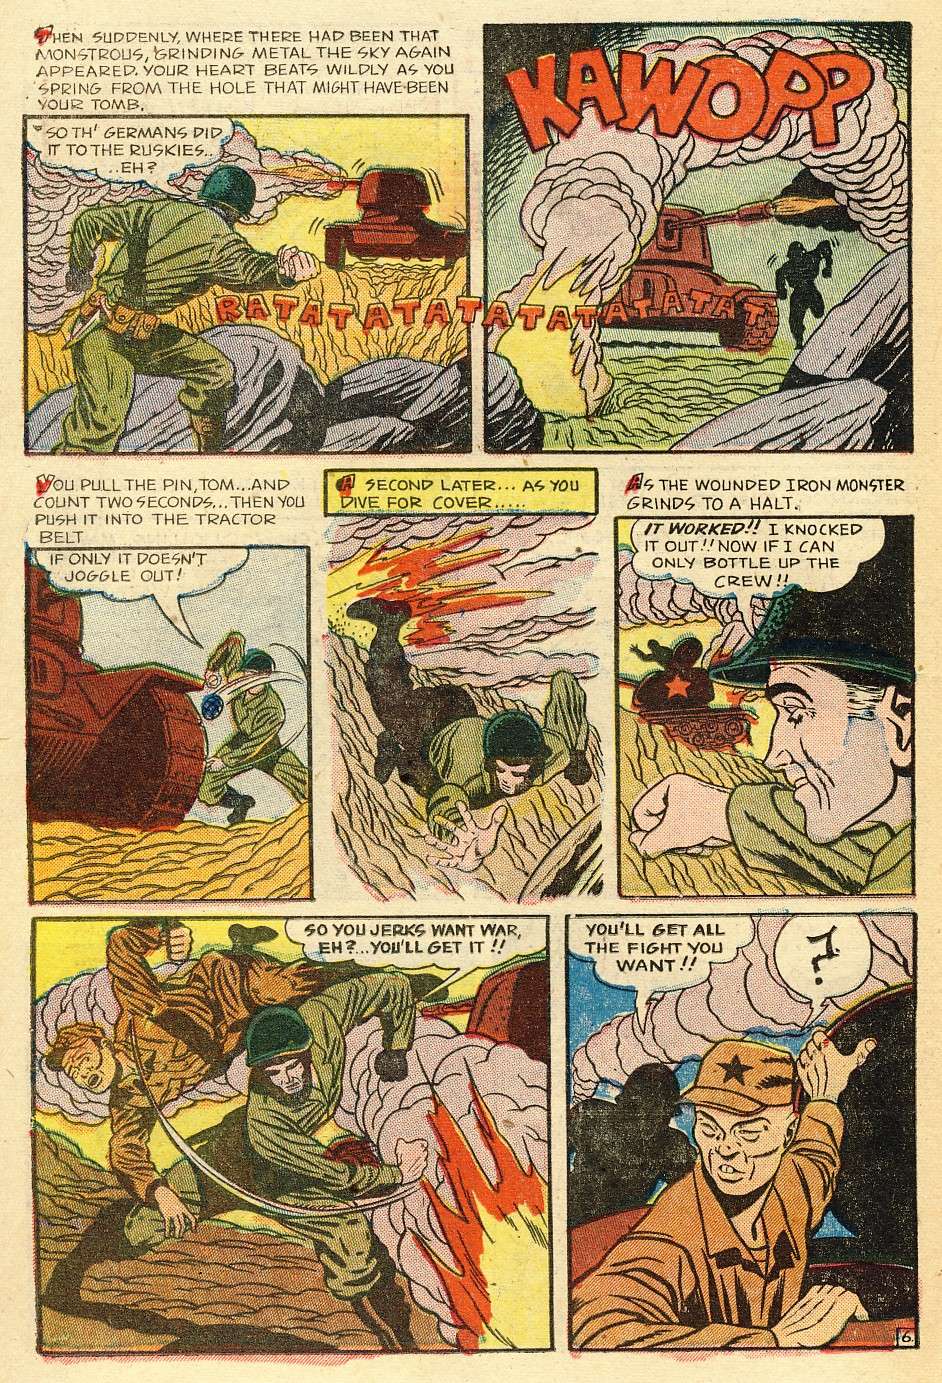 THEN SUDDENLY, WHERE THERE HAD BEEN THAT
MONSTROUS, GRINDING METAL THE SKY AGAIN
APPEARED. YOUR HEART BEATS WILDLY AS YOU
SPRING FROM THE HOLE THAT MIGHT HAVE BEEN
YOUR TOMB.
SO TH' GERMANS DID
IT TO THE RUSKIES..
..EH?
KAWOPP
RATATATATATATATATATAT
YOU PULL THE PIN, TOM...AND
COUNT TWO SECONDS... THEN YOU
PUSH IT INTO THE TRACTOR
BELT
IF ONLY IT DOESN'T
JOGGLE OUT!
A SECOND LATER... AS YOU
DIVE FOR COVER.....
AS THE WOUNDED IRON MONSTER
GRINDS TO A HALT.
IT WORKED!! I KNOCKED
IT OUT!! NOW IF I CAN
ONLY BOTTLE UP THE
CREW!!
SO YOU JERKS WANT WAR,
EH?...YOU'LL GET IT!!
YOU'LL GET ALL
THE FIGHT YOU
WANT!!
6